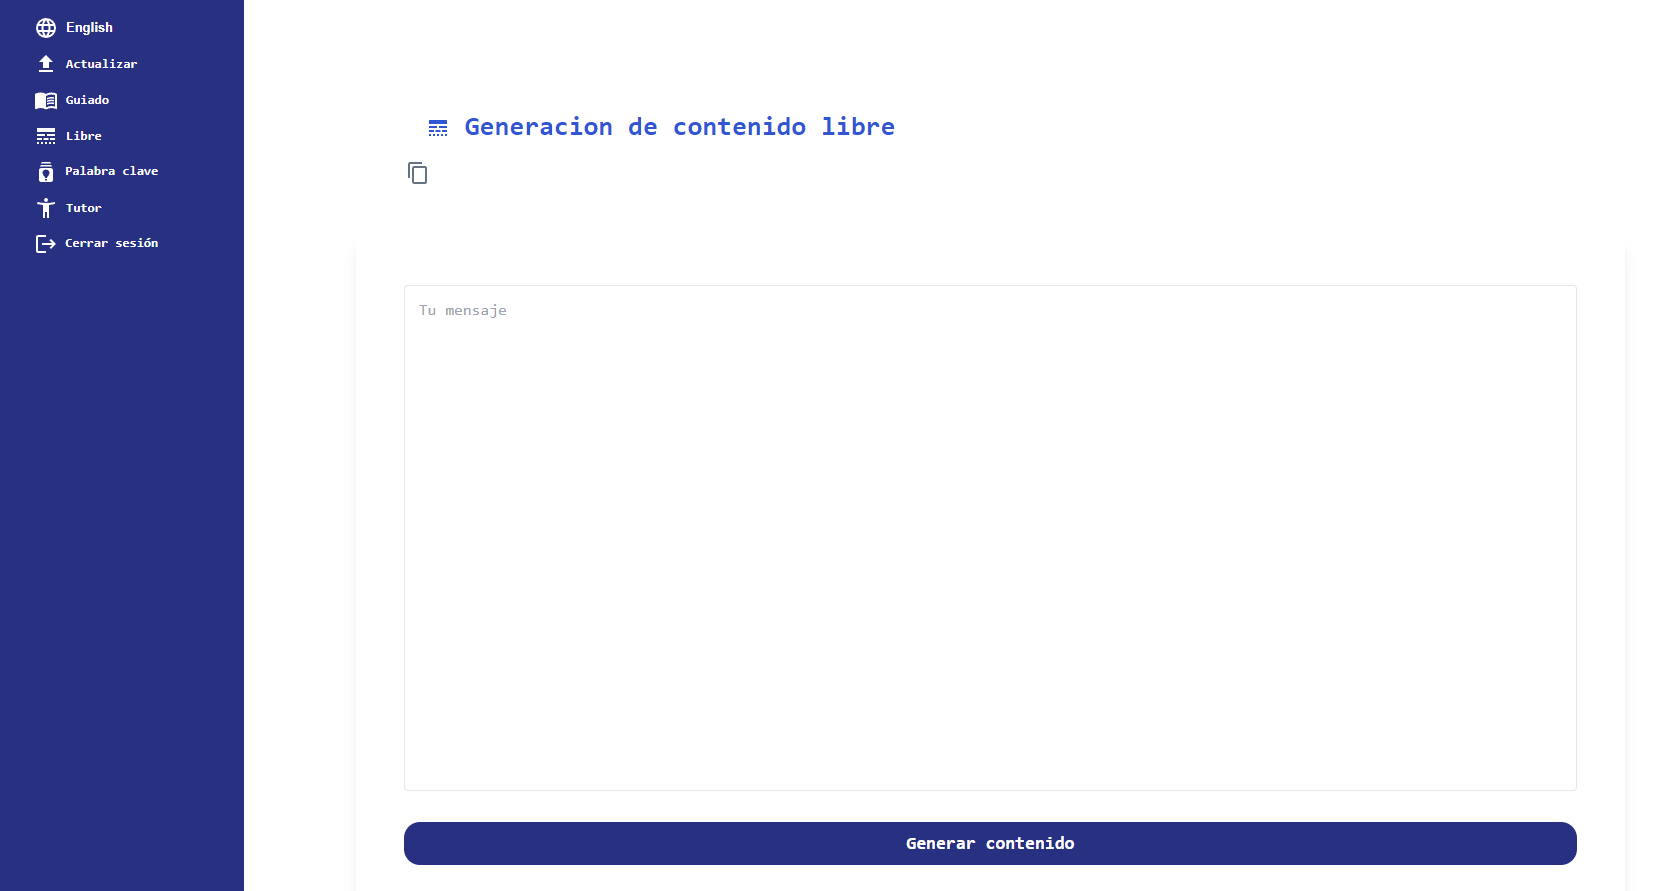 English
Actualizar
Guiado
Libre
Palabra clave
Tutor
Cerrar sesión
Generacion de contenido libre
Tu mensaje
Generar contenido